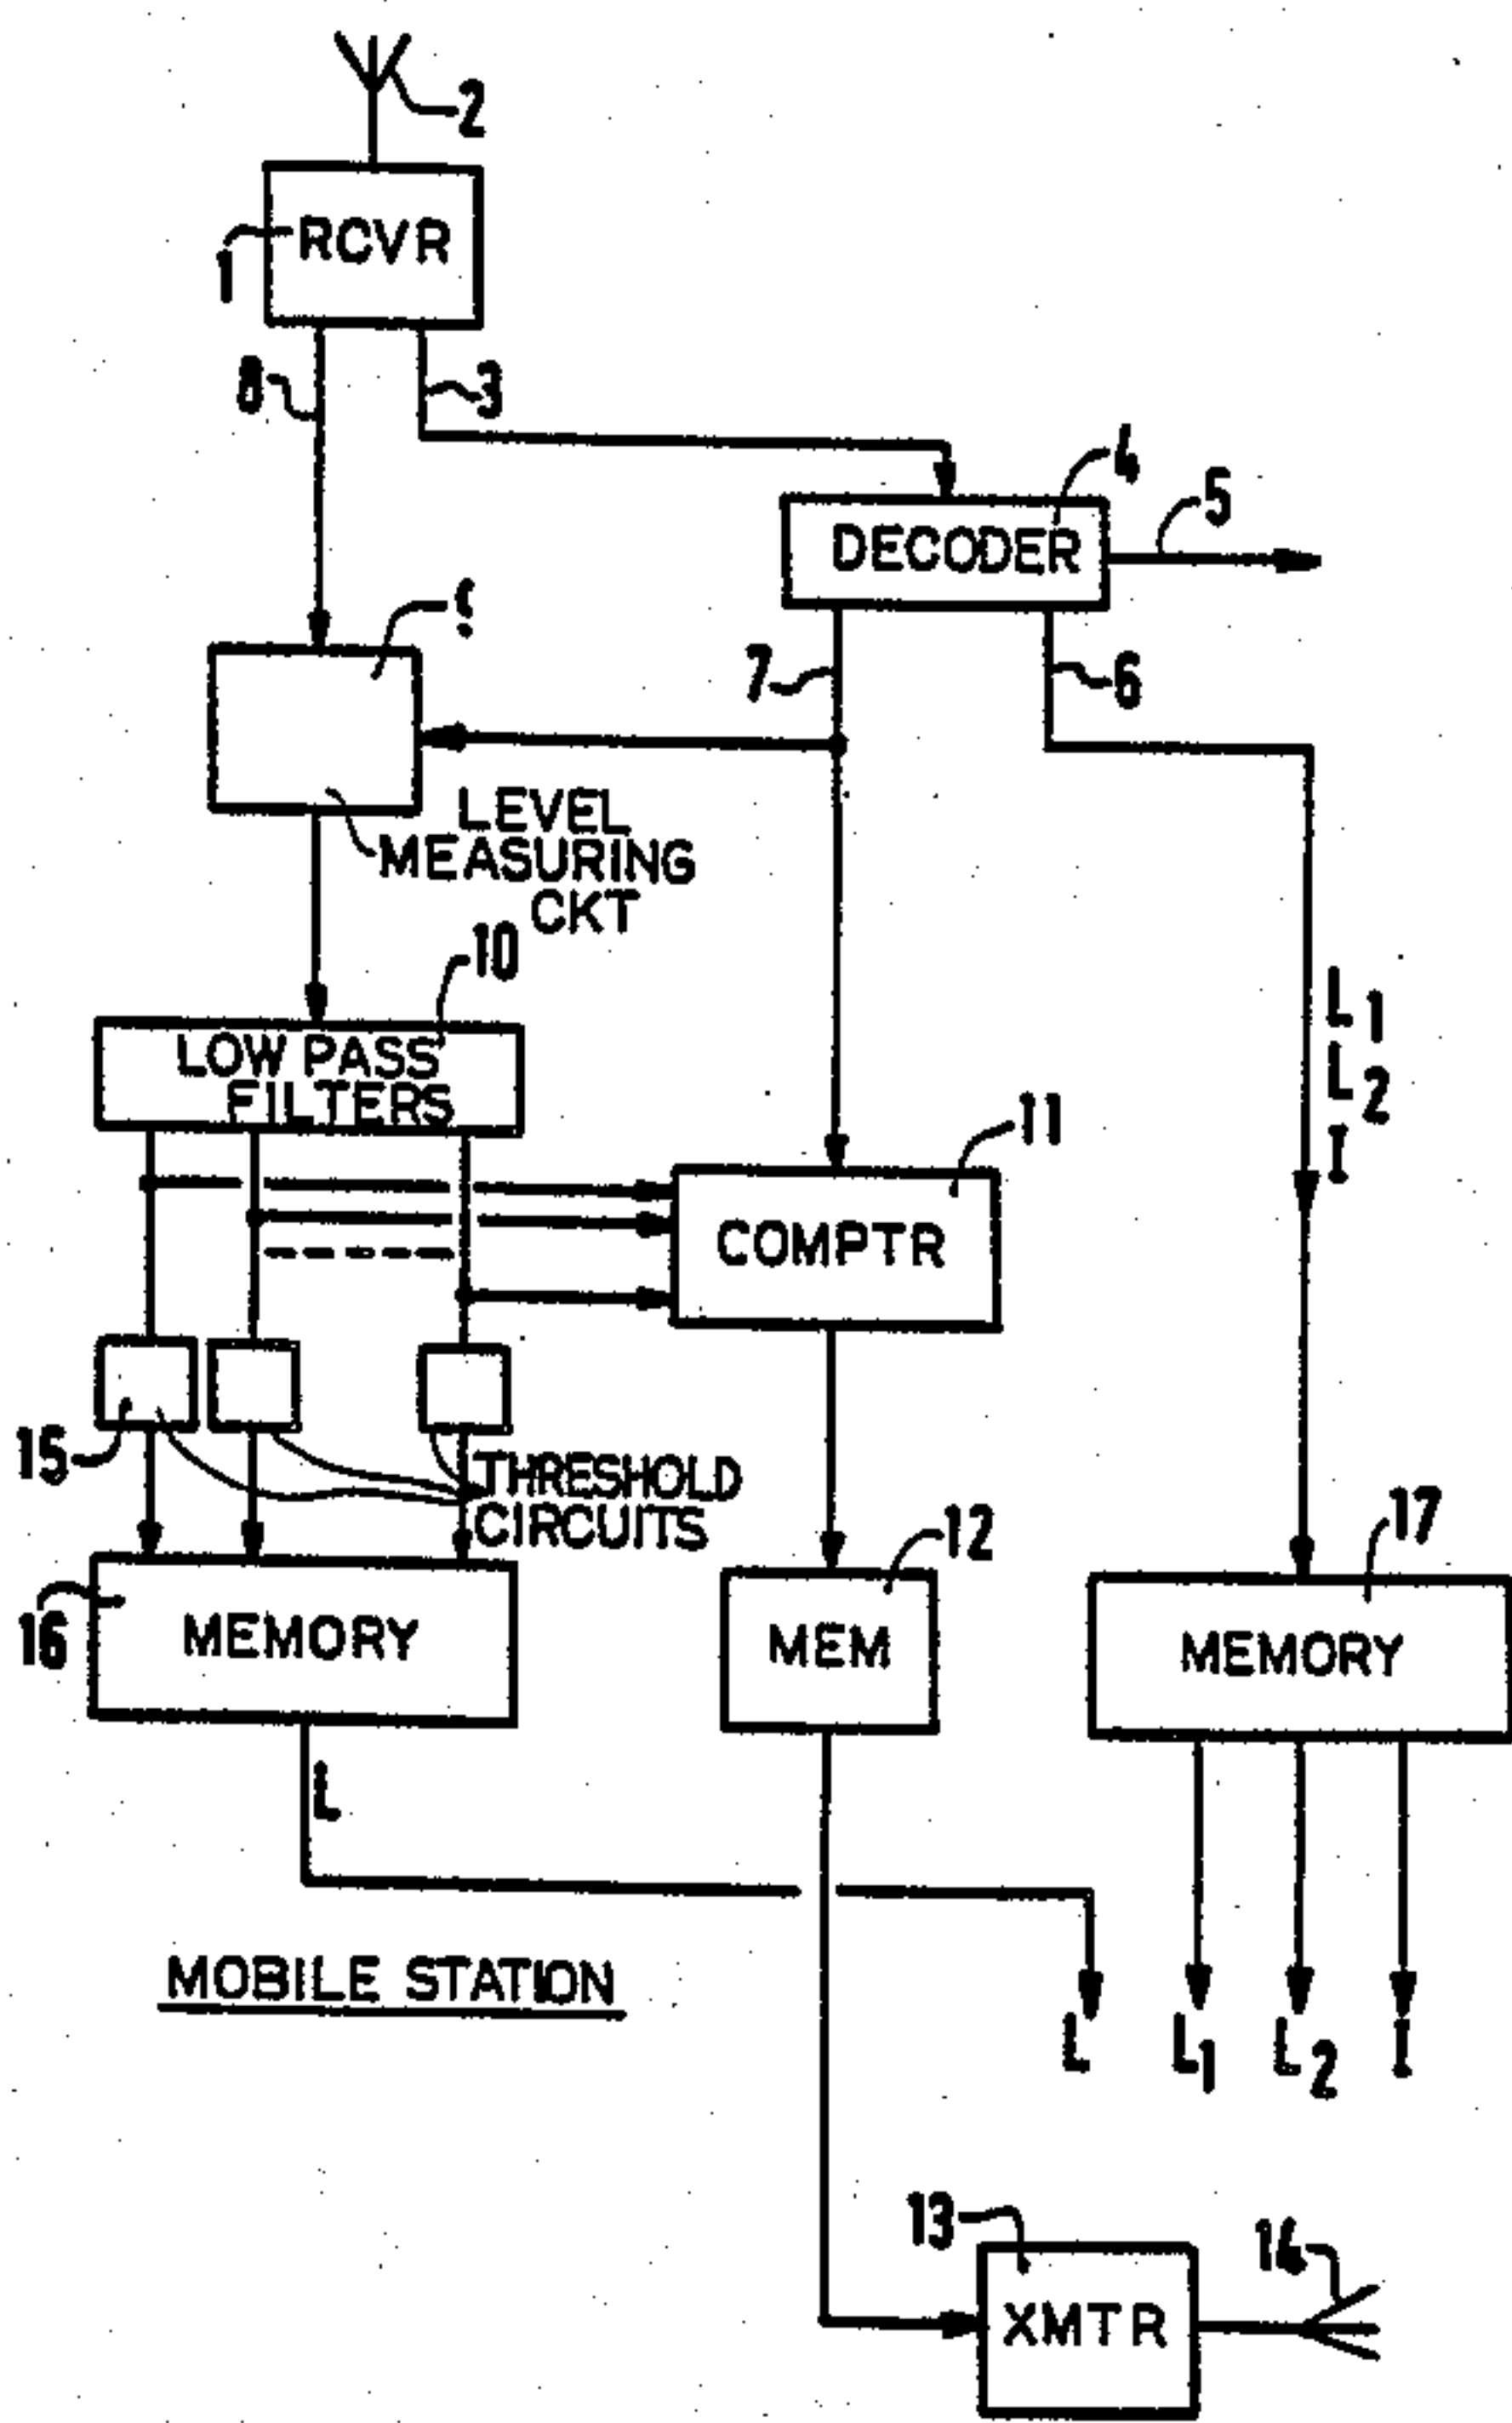 2
RCVR
1
8
3
4
5
DECODER
7
6
LEVEL
MEASURING
CKT
10
LOW PASS
FILTERS
L1
L2
I
11
COMPTR
15
THRESHOLD
CIRCUITS
12
17
16
MEMORY
MEM
MEMORY
L
MOBILE STATION
L
L1
L2
I
13
14
XMTR